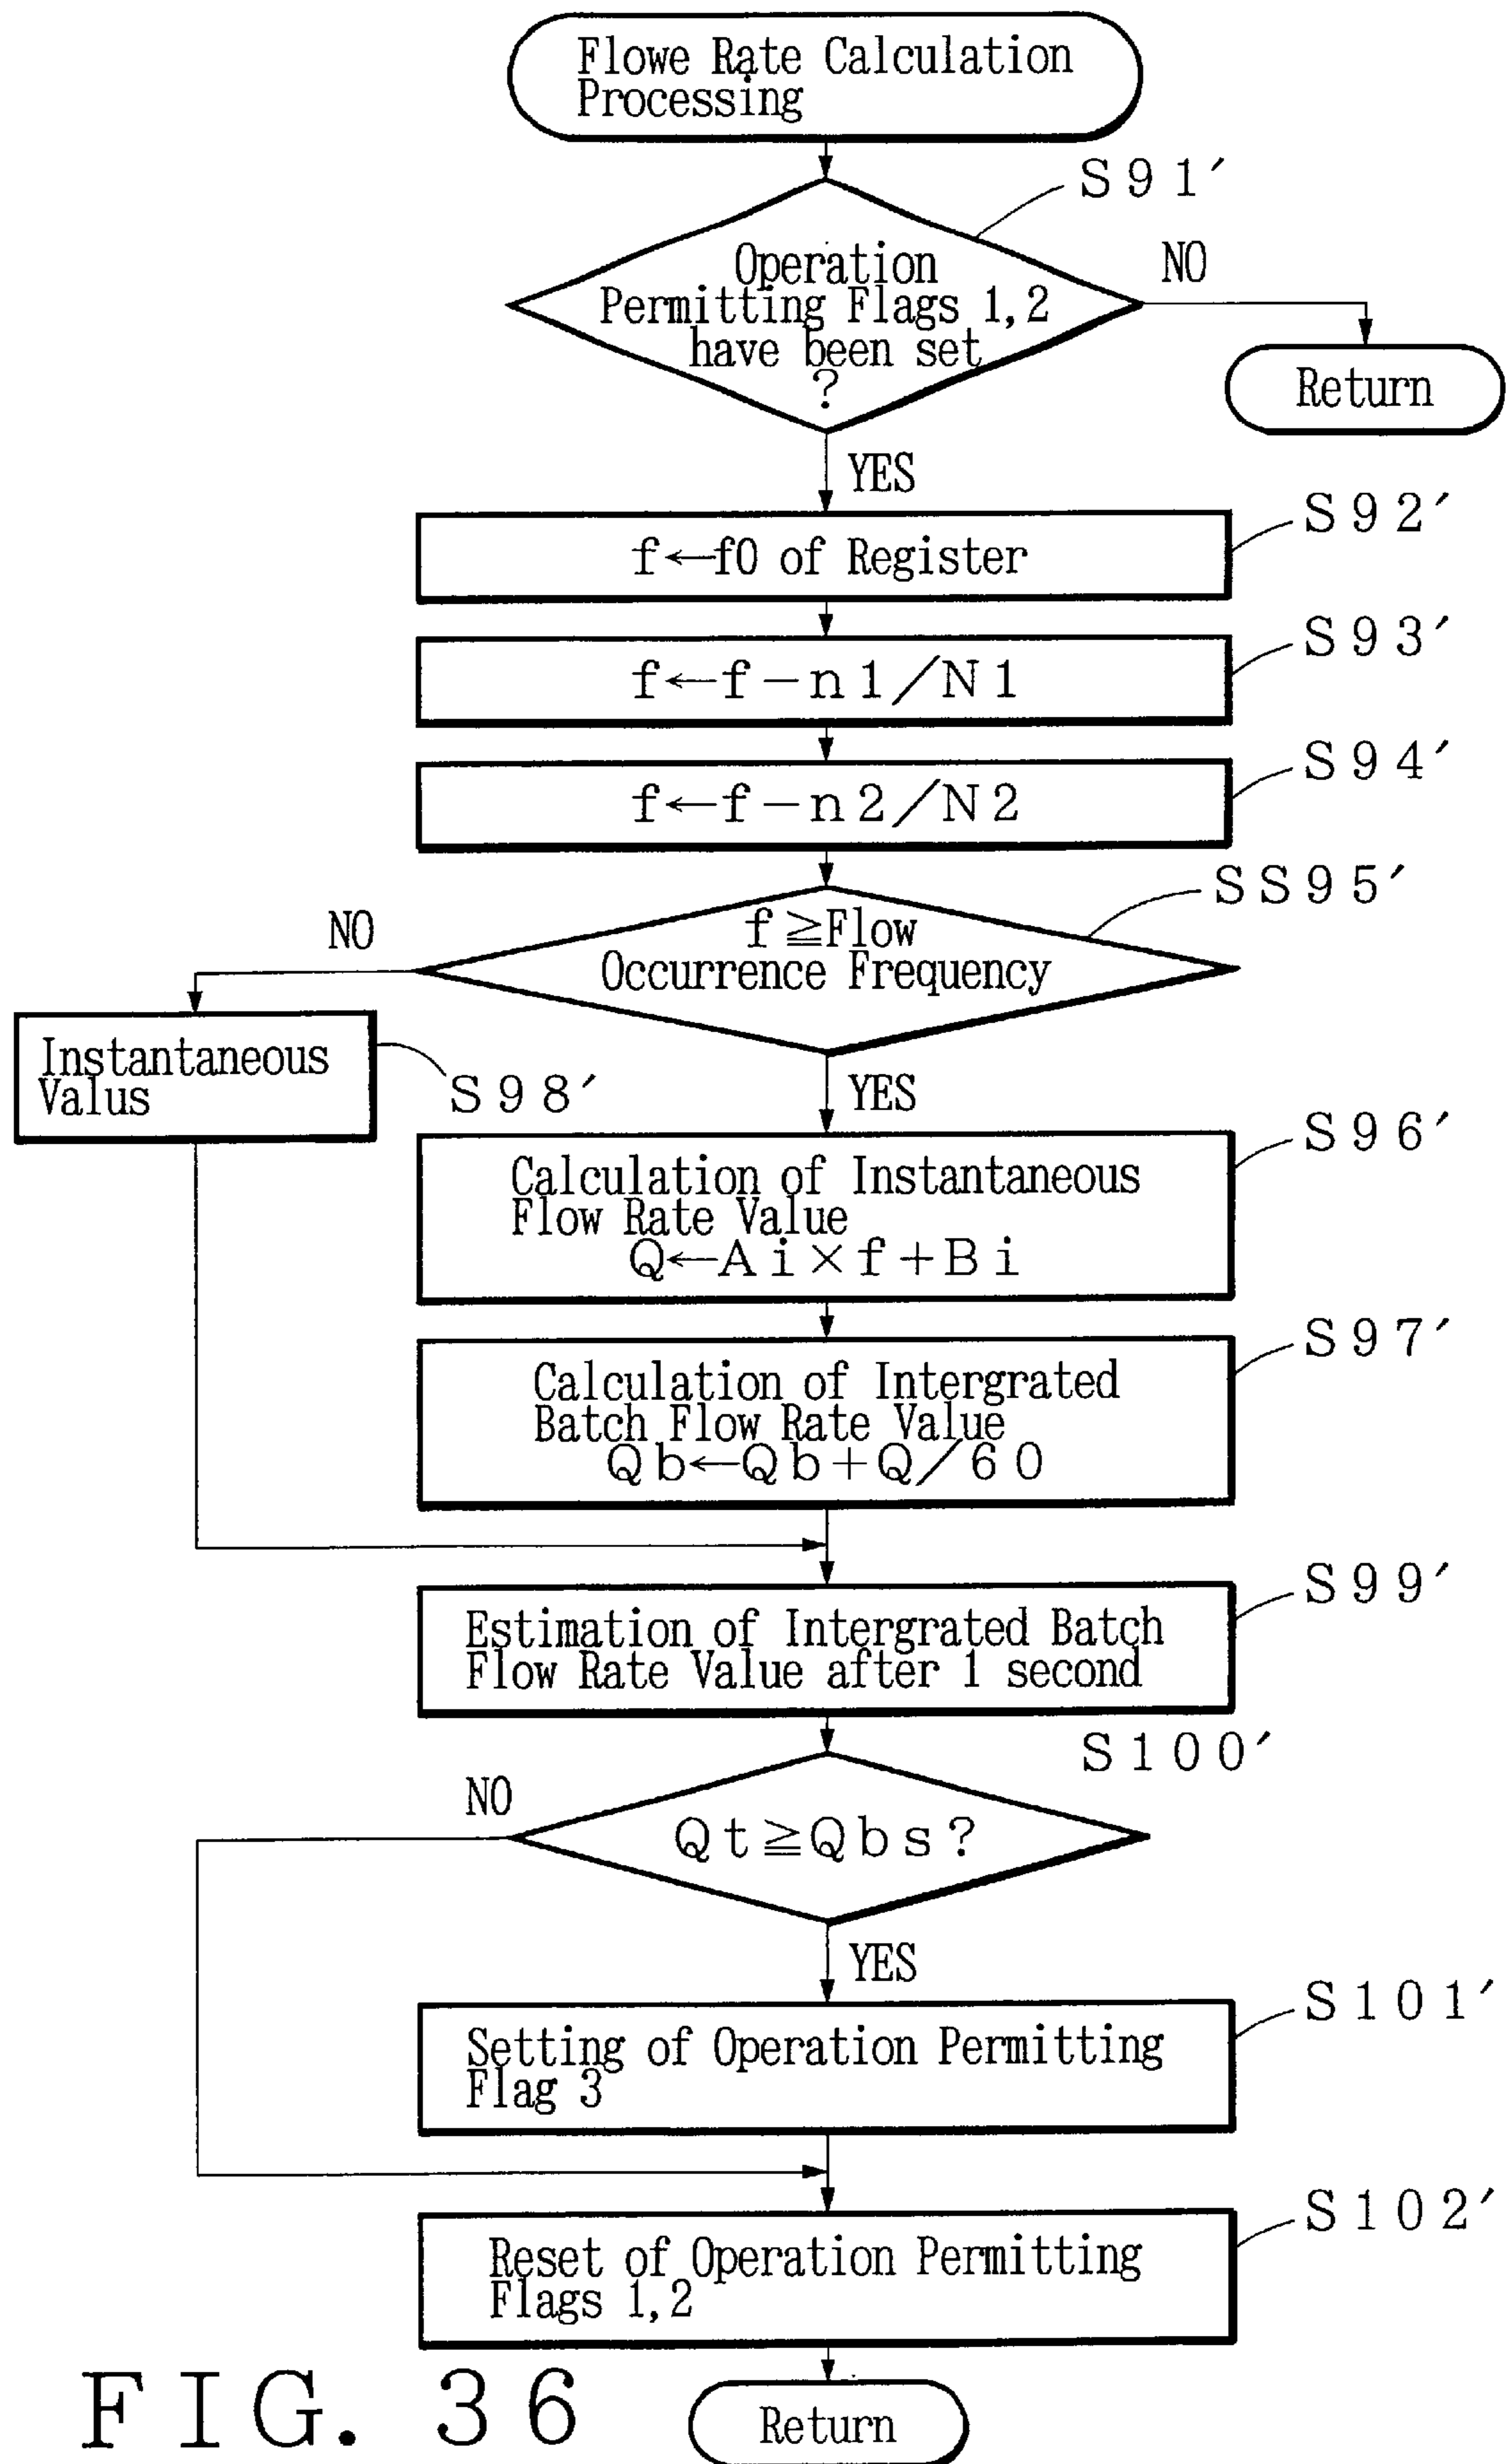 Flowe Rate Calculation
Processing
S91′
Operation
Permitting Flags 1,2
have been set
?
NO
Return
YES
S92′
f←f0 of Register
S93′
f←f−n1/N1
S94′
f←f−n2/N2
SS95′
f≧Flow
Occurrence Frequency
NO
Instantaneous
Valus
S98′
YES
S96′
Calculation of Instantaneous
Flow Rate Value
Q←Ai×f+Bi
S97′
Calculation of Intergrated
Batch Flow Rate Value
Qb←Qb+Q/60
S99′
Estimation of Intergrated Batch
Flow Rate Value after 1 second
S100′
NO
Qt≧Qbs?
YES
S101′
Setting of Operation Permitting
Flag 3
S102′
Reset of Operation Permitting
Flags 1,2
Return
FIG. 36